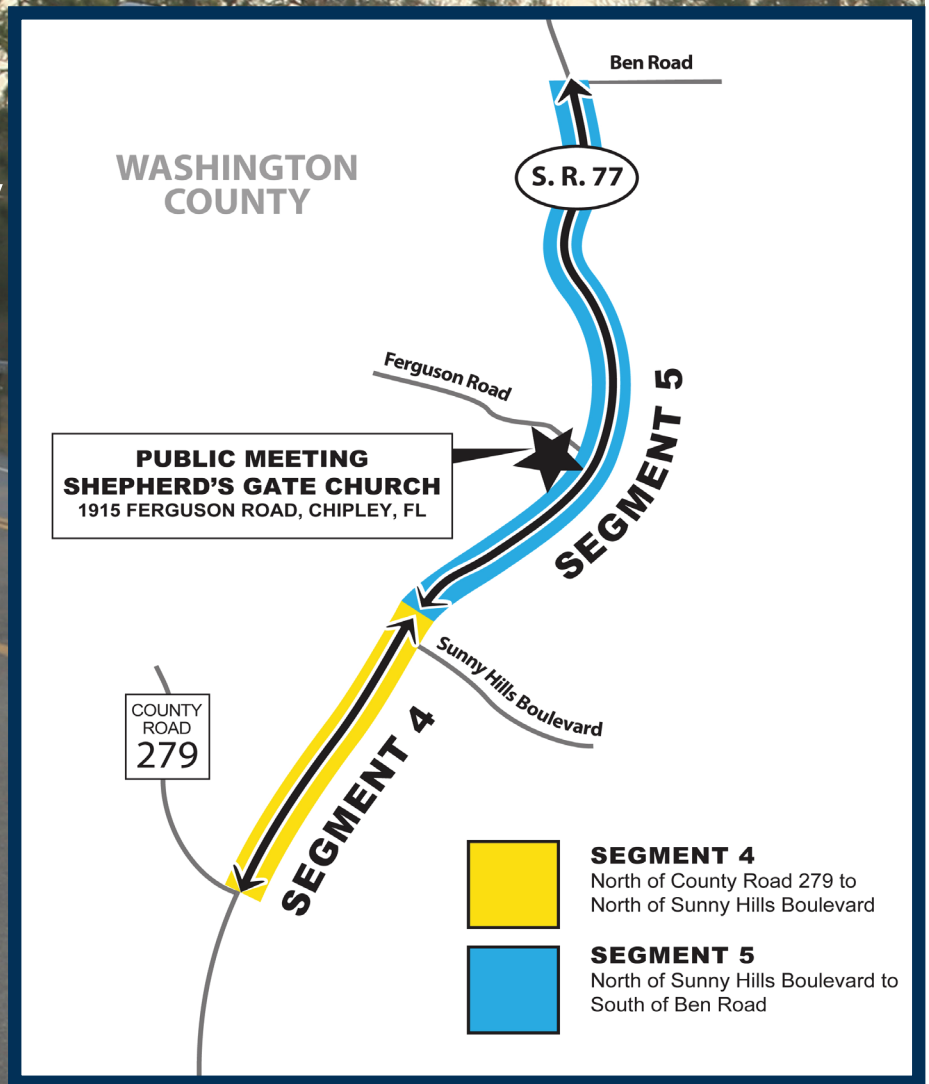 Ben Road
WASHINGTON
COUNTY
S. R. 77
Ferguson Road
SEGMENT 5
PUBLIC MEETING
SHEPHERD'S GATE CHURCH
1915 FERGUSON ROAD, CHIPLEY, FL
Sunny Hills Boulevard
COUNTY
ROAD
279
SEGMENT 4
SEGMENT 4
North of County Road 279 to
North of Sunny Hills Boulevard
SEGMENT 5
North of Sunny Hills Boulevard to
South of Ben Road